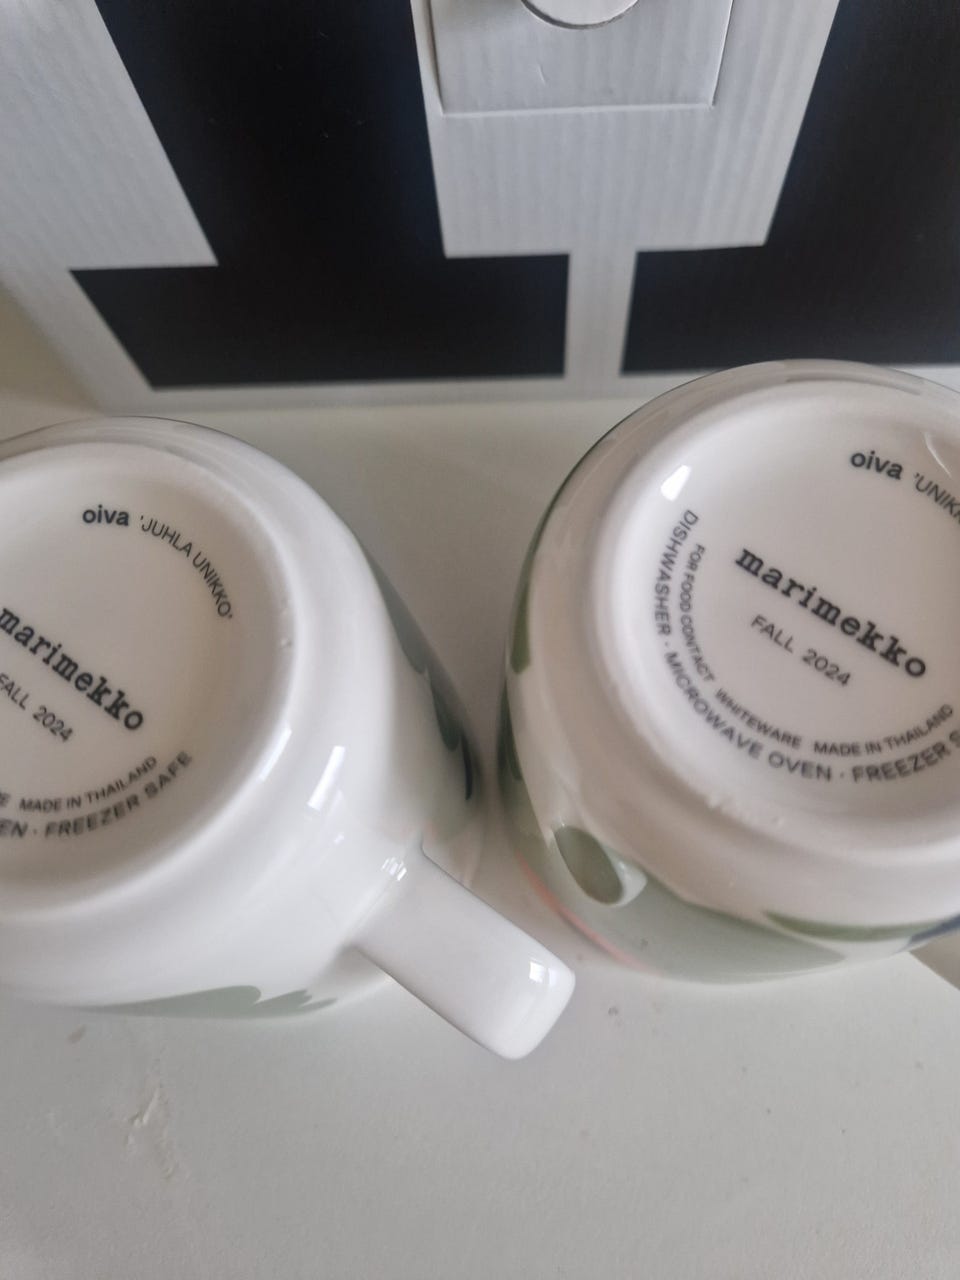 oiva 'JUHLA UNIKKO'
marimekko
FALL 2024
MADE IN THAILAND
FREEZER SAFE
oiva
marimekko
FALL 2024
FOR FOOD CONTACT WHITEWARE MADE IN THAILAND
DISHWASHER · MICROWAVE OVEN · FREEZER